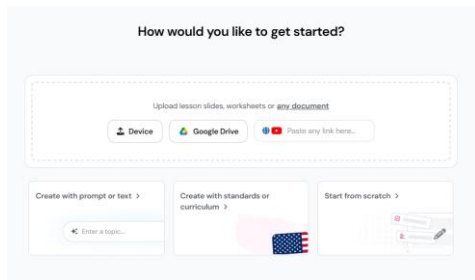 How would you like to get started?
Upload lesson slides, worksheets or any document
Device
Google Drive
Paste any link here...
Create with prompt or text >
Enter a topic...
Create with standards or
curriculum >
Start from scratch >